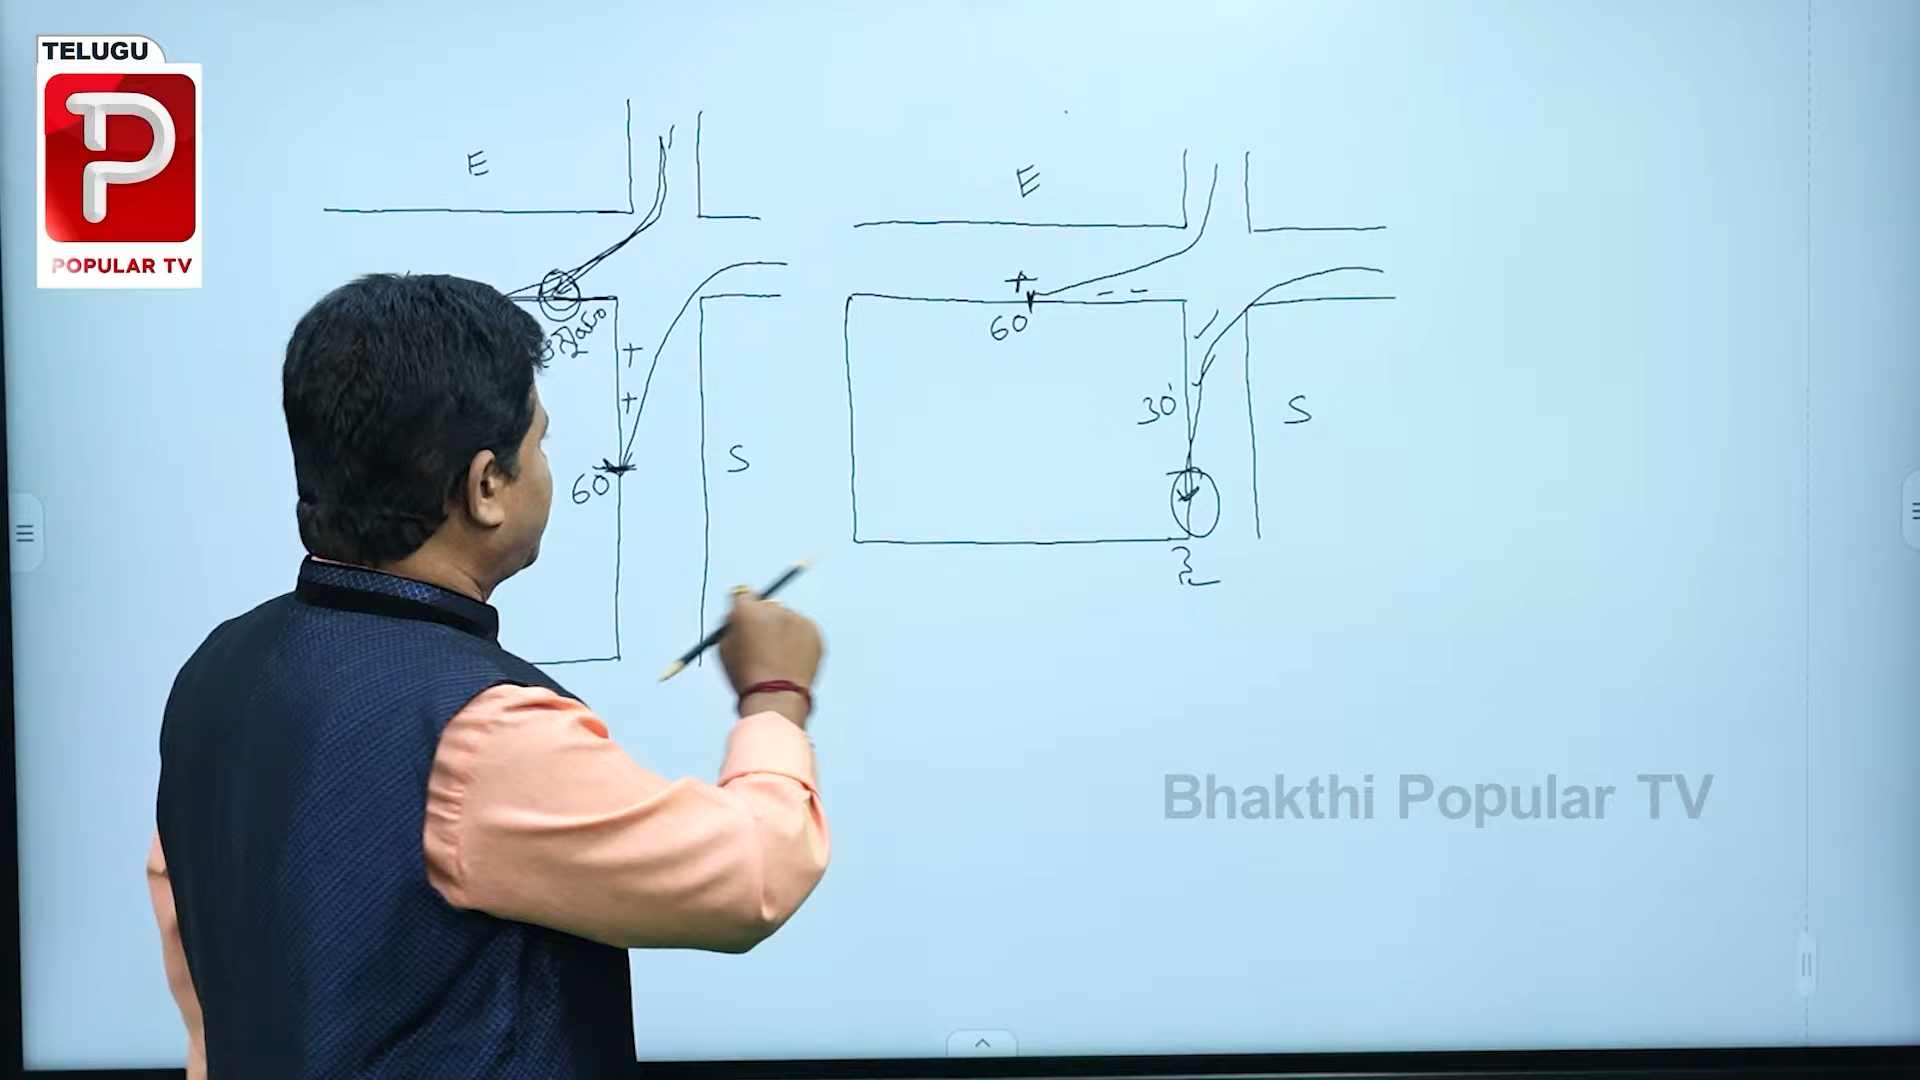 TELUGU
POPULAR TV
E
E
+
60'
+
+
30'
S
S
60
Bhakthi Popular TV